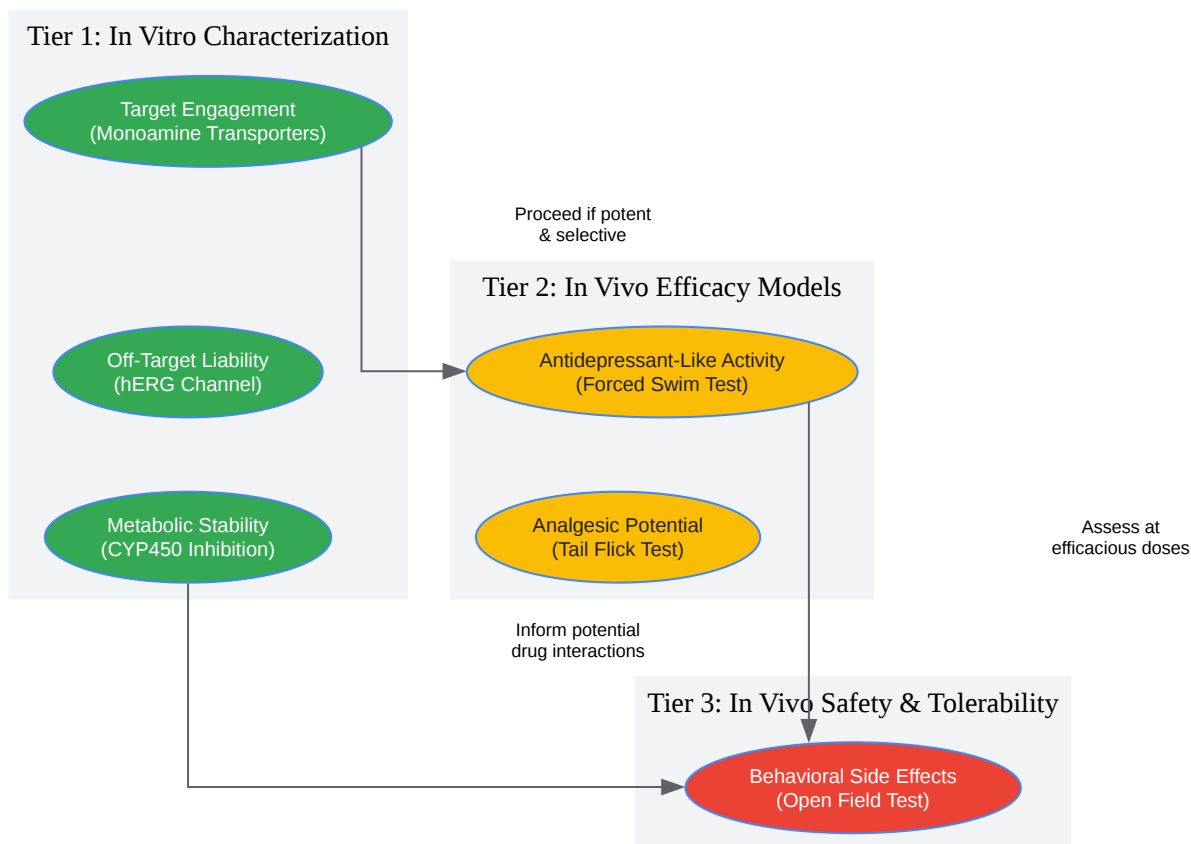 Tier 1: In Vitro Characterization
Target Engagement
(Monoamine Transporters)
Proceed if potent
& selective
Tier 2: In Vivo Efficacy Models
Off-Target Liability
(hERG Channel)
Antidepressant-Like Activity
(Forced Swim Test)
Metabolic Stability
(CYP450 Inhibition)
Analgesic Potential
(Tail Flick Test)
Assess at
efficacious doses
Inform potential
drug interactions
Tier 3: In Vivo Safety & Tolerability
Behavioral Side Effects
(Open Field Test)